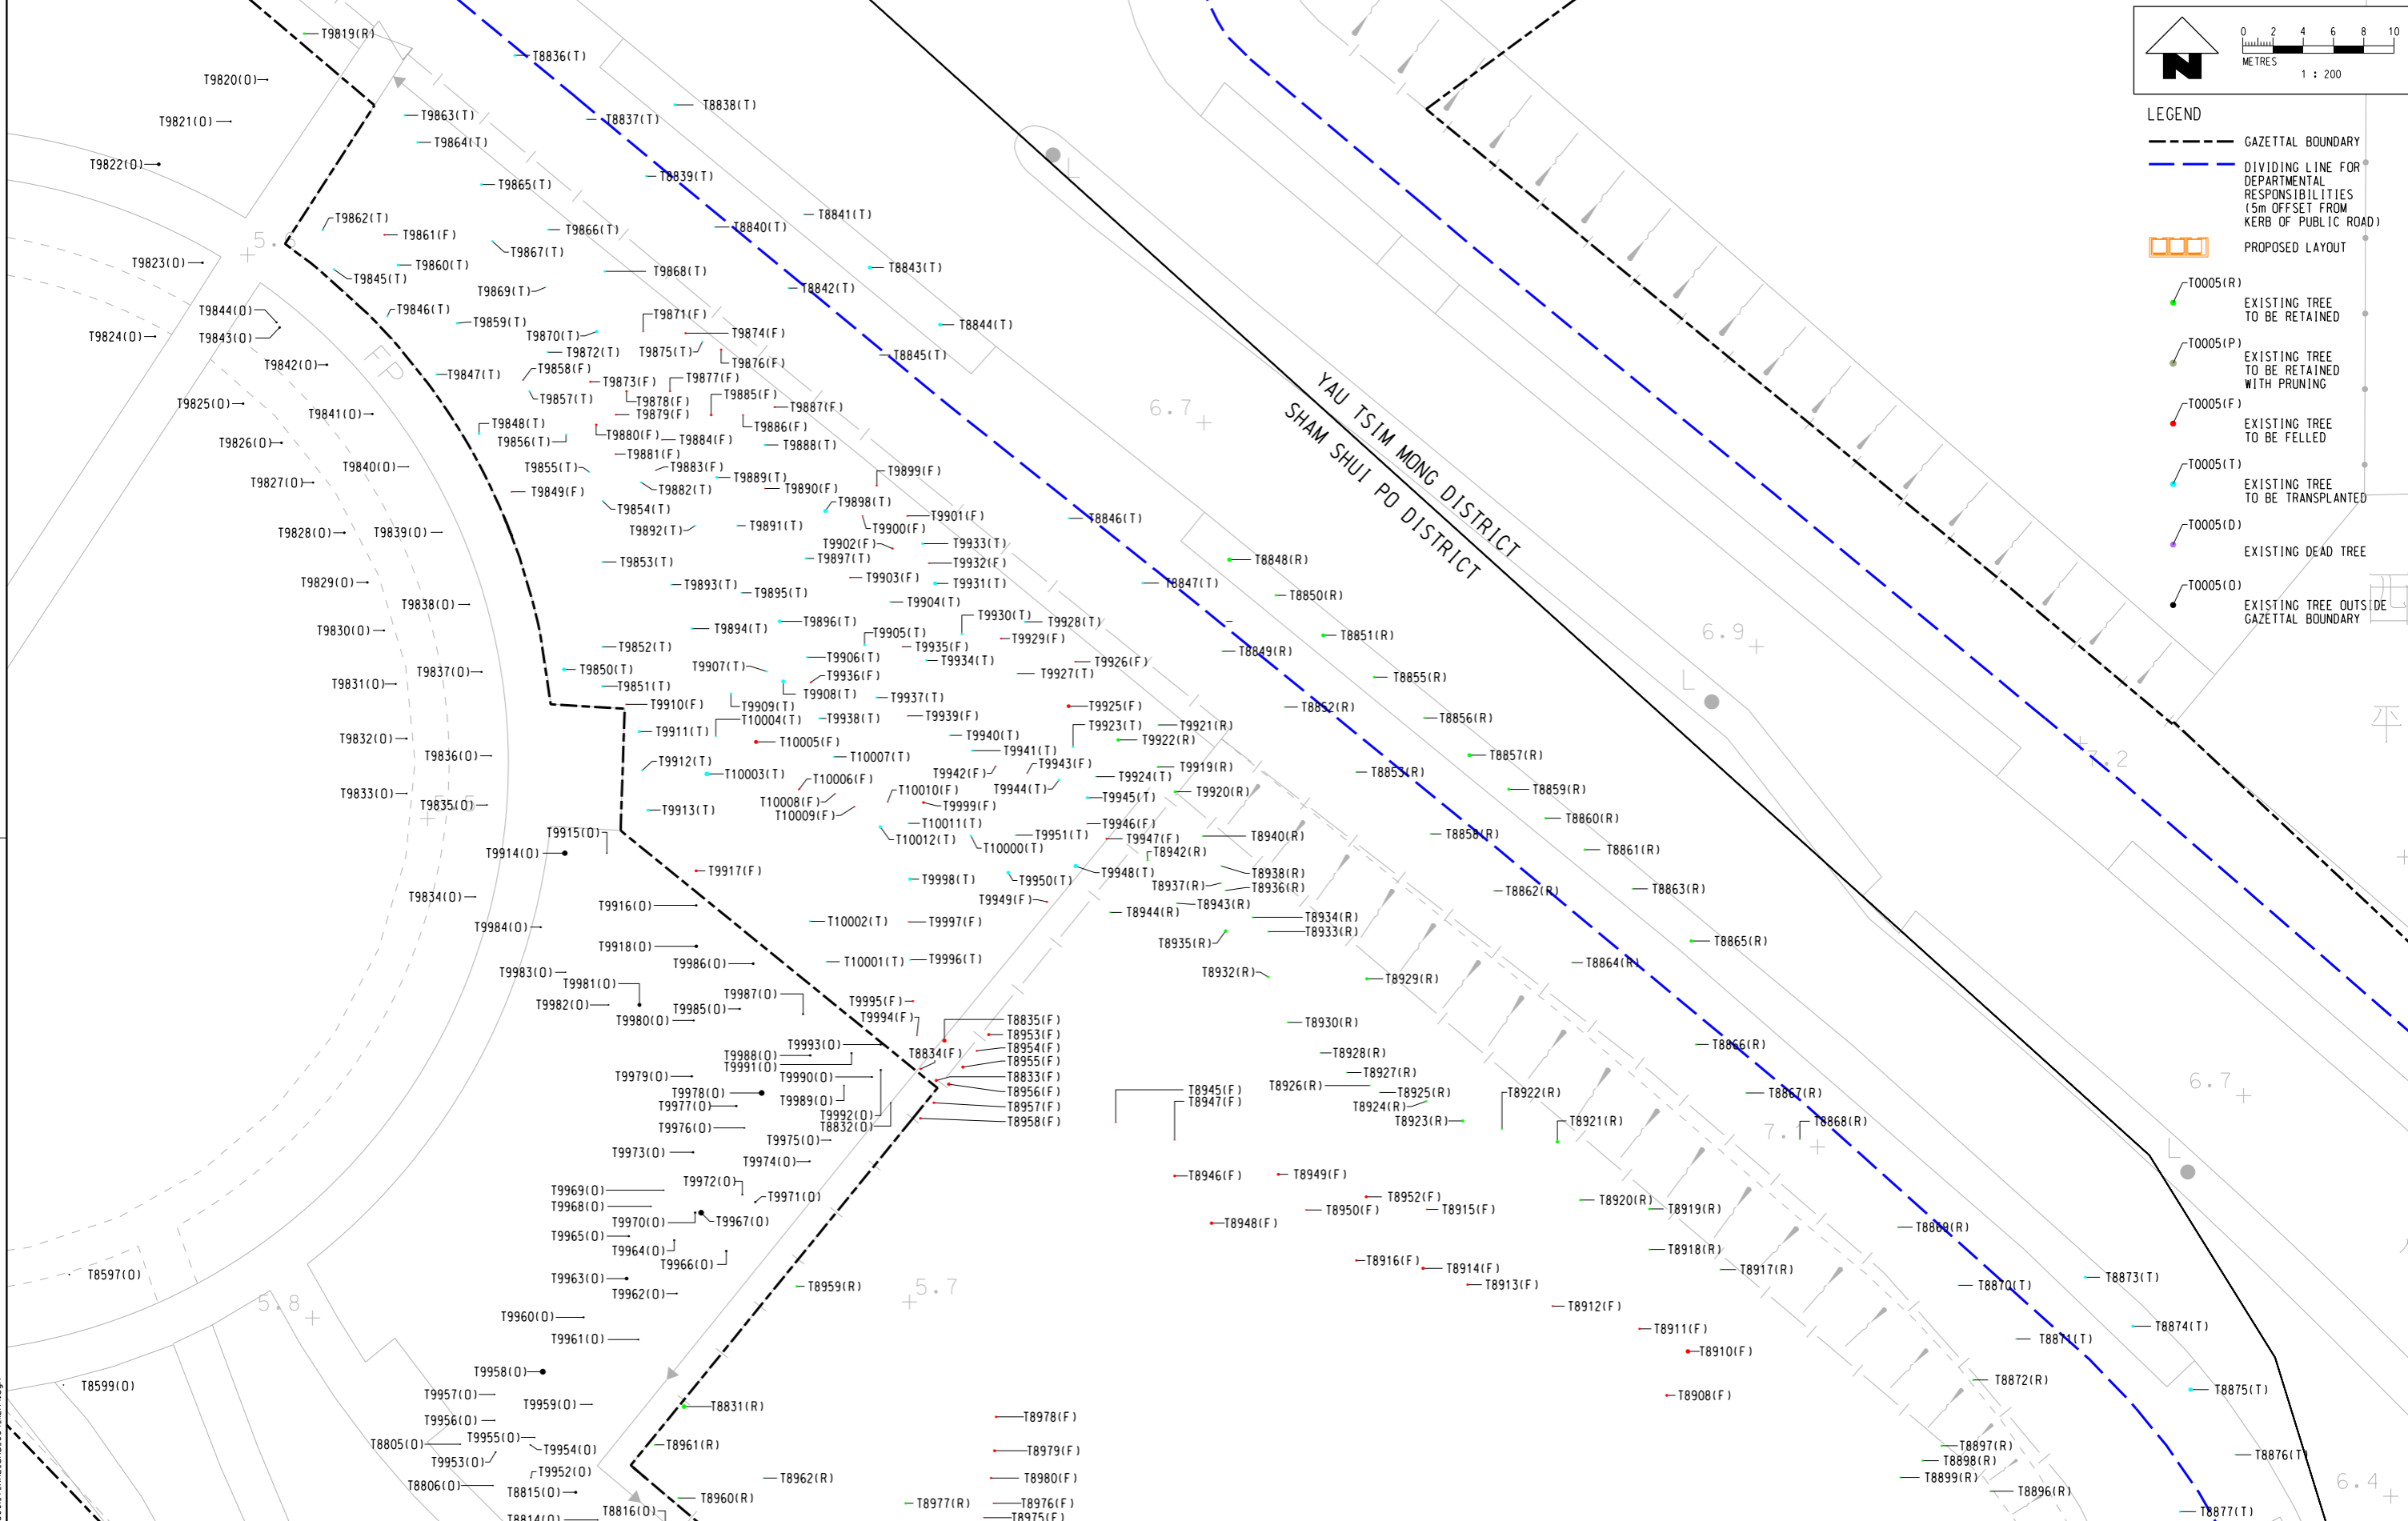 0 2 4 6 8 10
METRES
1 : 200
N
LEGEND
GAZETTAL BOUNDARY
DIVIDING LINE FOR
DEPARTMENTAL
RESPONSIBILITIES
(5m OFFSET FROM
KERB OF PUBLIC ROAD)
PROPOSED LAYOUT
T0005(R)
EXISTING TREE
TO BE RETAINED
T0005(P)
EXISTING TREE
TO BE RETAINED
WITH PRUNING
T0005(F)
EXISTING TREE
TO BE FELLED
T0005(T)
EXISTING TREE
TO BE TRANSPLANTED
T0005(D)
EXISTING DEAD TREE
T0005(O)
EXISTING TREE OUTSIDE
GAZETTAL BOUNDARY
YAU TSIM MONG DISTRICT
SHAM SHUI PO DISTRICT
T9819(R)
T8836(T)
T9820(O)
T8838(T)
T9863(T)
T8837(T)
T9821(O)
T9864(T)
T9822(O)
T8839(T)
T9865(T)
T9862(T)
T8841(T)
T9861(F)
T9866(T)
T8840(T)
T9867(T)
T9823(O)
T9860(T)
T8843(T)
T9845(T)
T9868(T)
T9869(T)
T8842(T)
T9844(O)
T9846(T)
T9871(F)
T9859(T)
T8844(T)
T9824(O)
T9843(O)
T9870(T)
T9874(F)
T9872(T)
T9875(T)
T8845(T)
T9842(O)
T9858(F)
T9876(F)
T9847(T)
T9873(F)
T9877(F)
T9857(T)
T9878(F)
T9885(F)
T9825(O)
T9841(O)
T9879(F)
T9887(F)
T9848(T)
T9886(F)
T9826(O)
T9856(T)
T9880(F)
T9884(F)
T9888(T)
T9881(F)
T9840(O)
T9855(T)
T9883(F)
T9899(F)
T9827(O)
T9849(F)
T9882(T)
T9889(T)
T9890(F)
T9854(T)
T9898(T)
T9828(O)
T9839(O)
T9892(T)
T9891(T)
T9900(F)
T9901(F)
T8846(T)
T9902(F)
T9933(T)
T9853(T)
T9897(T)
T9932(F)
T8848(R)
T9829(O)
T9893(T)
T9903(F)
T9931(T)
T8847(T)
T9895(T)
T9904(T)
T8850(R)
T9838(O)
T9930(T)
T9830(O)
T9894(T)
T9896(T)
T9905(T)
T9928(T)
T9929(F)
T8851(R)
T9852(T)
T9935(F)
T8849(R)
T9837(O)
T9850(T)
T9907(T)
T9906(T)
T9934(T)
T9926(F)
T9831(O)
T9851(T)
T9936(F)
T9927(T)
T8855(R)
T9908(T)
T9937(T)
T9910(F)
T9909(T)
T9925(F)
T8852(R)
T10004(T)
T9938(T)
T9939(F)
T9923(T)
T9921(R)
T8856(R)
T9832(O)
T9911(T)
T10005(F)
T9940(T)
T9922(R)
T9836(O)
T10007(T)
T9941(T)
T8857(R)
T9912(T)
T10003(T)
T10006(F)
T9942(F)
T9943(F)
T9919(R)
T8853(R)
T9924(T)
T9833(O)
T9835(O)
T10008(F)
T10010(F)
T9944(T)
T9945(T)
T9920(R)
T8859(R)
T9913(T)
T10009(F)
T9999(F)
T10011(T)
T9946(F)
T8860(R)
T9915(O)
T10012(T)
T9951(T)
T9947(F)
T8940(R)
T8858(R)
T9914(O)
T10000(T)
T8942(R)
T8861(R)
T9917(F)
T9998(T)
T9950(T)
T9948(T)
T8938(R)
T8937(R)
T8936(R)
T8863(R)
T9834(O)
T9949(F)
T8943(R)
T8862(R)
T9916(O)
T8944(R)
T9984(O)
T10002(T)
T9997(F)
T8934(R)
T8933(R)
T9918(O)
T8935(R)
T8865(R)
T9986(O)
T10001(T)
T9996(T)
T8864(R)
T9983(O)
T9981(O)
T8932(R)
T8929(R)
T9982(O)
T9987(O)
T9985(O)
T9995(F)
T9980(O)
T9994(F)
T8835(F)
T8930(R)
T8953(F)
T9993(O)
T8954(F)
T8866(R)
T9988(O)
T8834(F)
T8928(R)
T9991(O)
T8955(F)
T9979(O)
T9990(O)
T8833(F)
T8927(R)
T9978(O)
T8956(F)
T8945(F)
T8926(R)
T8925(R)
T8922(R)
T8867(R)
T9977(O)
T9989(O)
T8957(F)
T8947(F)
T8924(R)
T9992(O)
T8958(F)
T8923(R)
T8921(R)
T8868(R)
T9976(O)
T8832(O)
T9975(O)
T9973(O)
T9974(O)
T9972(O)
T8946(F)
T8949(F)
T9969(O)
T9971(O)
T8952(F)
T8920(R)
T9968(O)
T8950(F)
T8915(F)
T8919(R)
T9970(O)
T9967(O)
T8948(F)
T8869(R)
T9965(O)
T9964(O)
T8918(R)
T9966(O)
T8916(F)
T8914(F)
T8917(R)
T8597(O)
T9963(O)
T8959(R)
T8913(F)
T8870(T)
T8873(T)
T9962(O)
T8912(F)
T9960(O)
T8911(F)
T8874(T)
T9961(O)
T8910(F)
T8871(T)
T9958(O)
T8872(R)
T8599(O)
T9957(O)
T8908(F)
T8875(T)
T9959(O)
T8831(R)
T9956(O)
T8978(F)
T9955(O)
T8805(O)
T9954(O)
T8961(R)
T8979(F)
T8897(R)
T8876(T)
T9953(O)
T8898(R)
T9952(O)
T8962(R)
T8980(F)
T8899(R)
T8806(O)
T8815(O)
T8960(R)
T8977(R)
T8976(F)
T8896(R)
T8816(O)
T8877(T)
T8814(O)
T8975(F)
FP
L
L
L
6.7
6.9
7.2
6.7
5.7
5.8
6.4
平